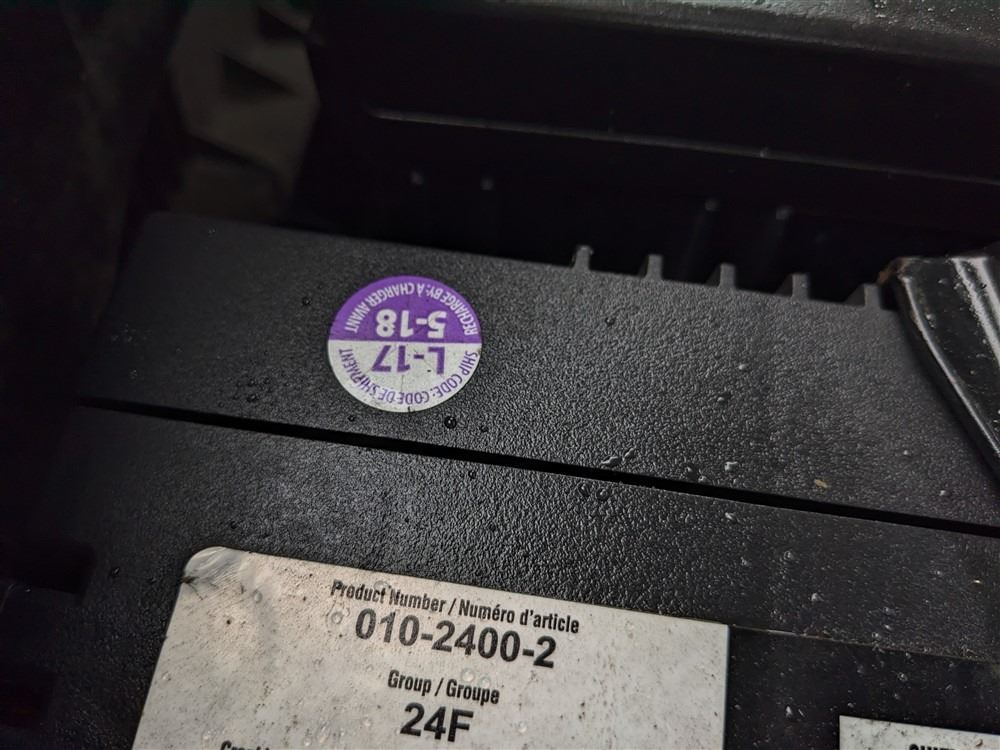 SHIP CODE: CODE DE SHIPMENT
L-17
5-18
RECHARGE BY: À CHARGER AVANT
Product Number / Numéro d'article
010-2400-2
Group / Groupe
24F